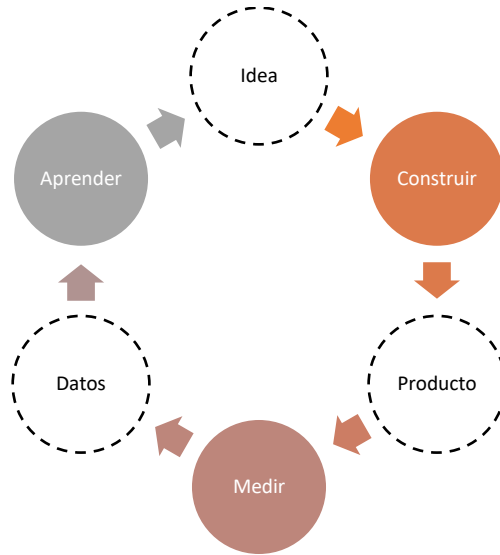 Idea
Construir
Producto
Medir
Datos
Aprender